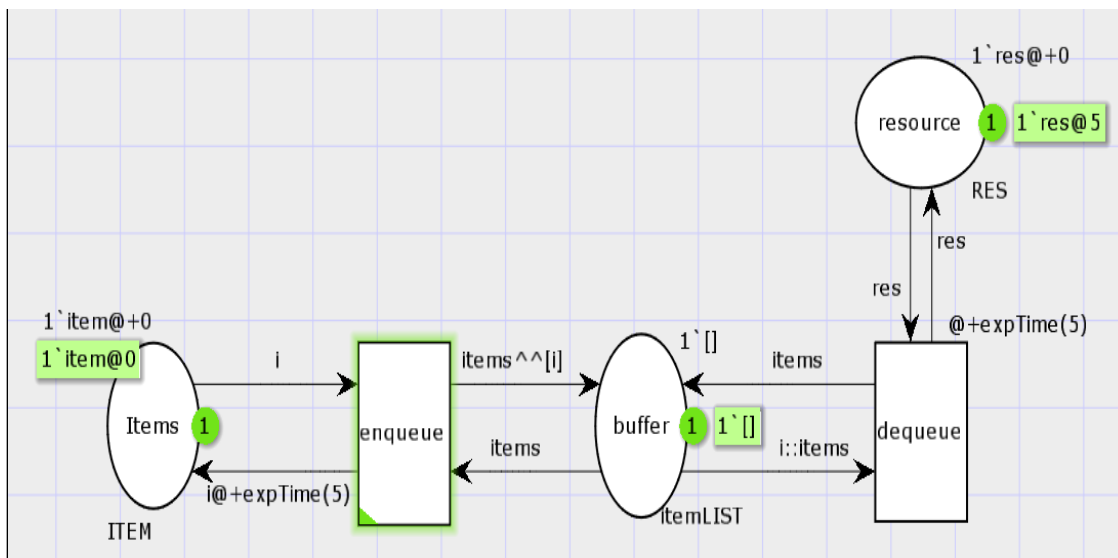 1`res@+0
resource
1
1`res@5
RES
res
res
1`item@+0
1`item@0
i
items^^[i]
1`[]
items
@+expTime(5)
Items
1
enqueue
buffer
1
1`[]
dequeue
i@+expTime(5)
items
i::items
ITEM
itemLIST